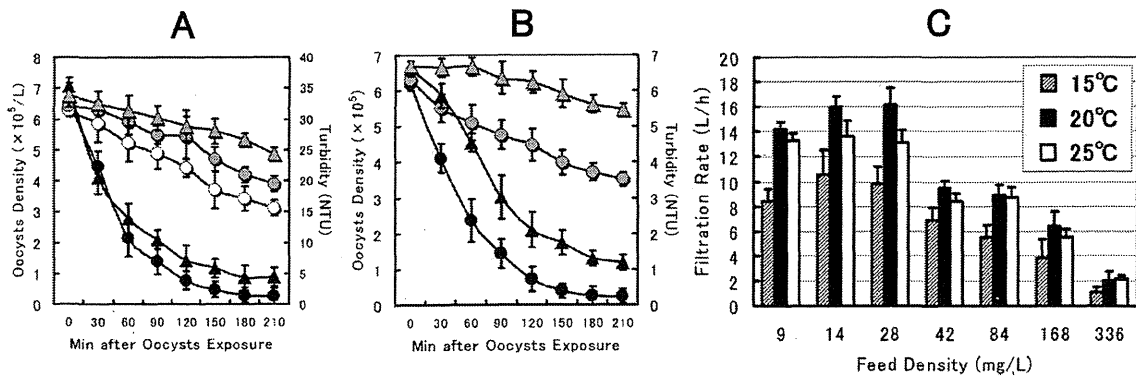 A
B
C
Oocysts Density (×10⁵/L)
8
7
6
5
4
3
2
1
0
40
35
30
25
20
15
10
5
0
Turbidity (NTU)
0 30 60 90 120 150 180 210
Min after Oocysts Exposure
Oocysts Density (×10⁵)
7
6
5
4
3
2
1
0
7
6
5
4
3
2
1
0
Turbidity (NTU)
0 30 60 90 120 150 180 210
Min after Oocysts Exposure
Filtration Rate (L/h)
20
18
16
14
12
10
8
6
4
2
0
15°C
20°C
25°C
9 14 28 42 84 168 336
Feed Density (mg/L)